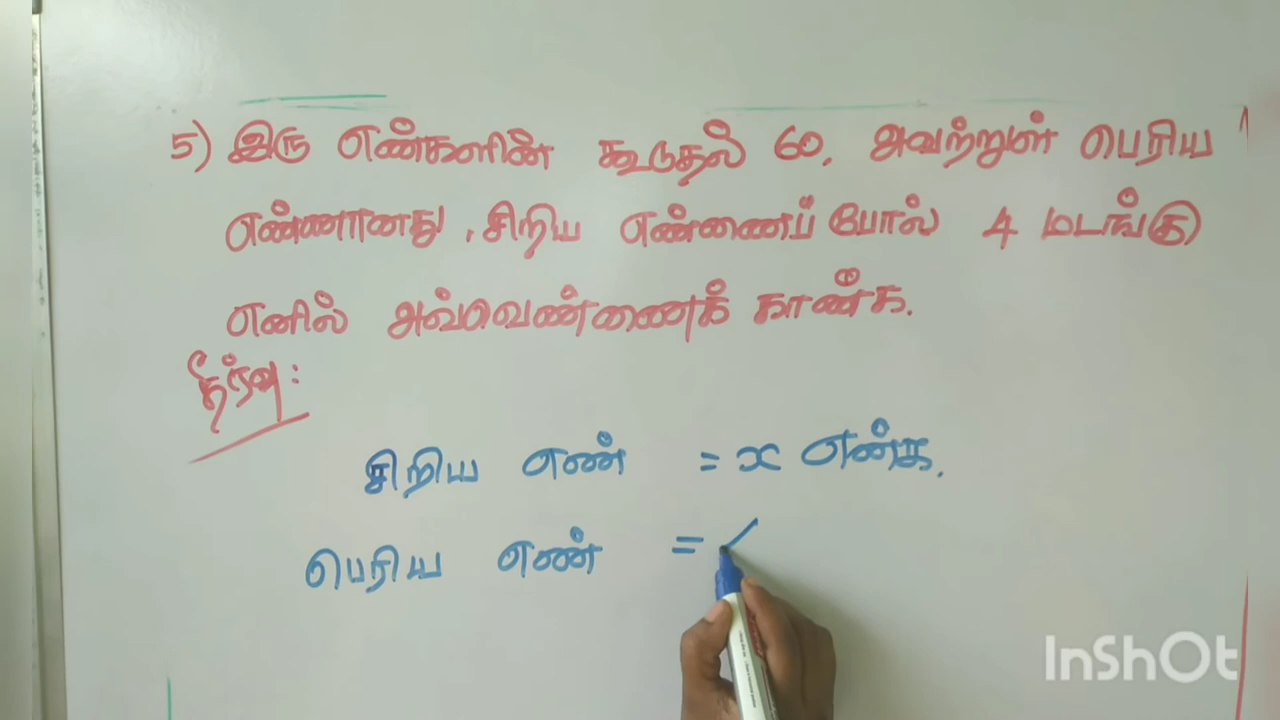 5) இரு எண்களின் கூடுதல் 60. அவற்றுள் பெரிய
எண்ணானது , சிறிய எண்ணைப் போல் 4 மடங்கு
எனில் அவ்வெண்ணைக் காண்க.
தீர்வு :
சிறிய எண் = x என்க.
பெரிய எண் =
InShOt